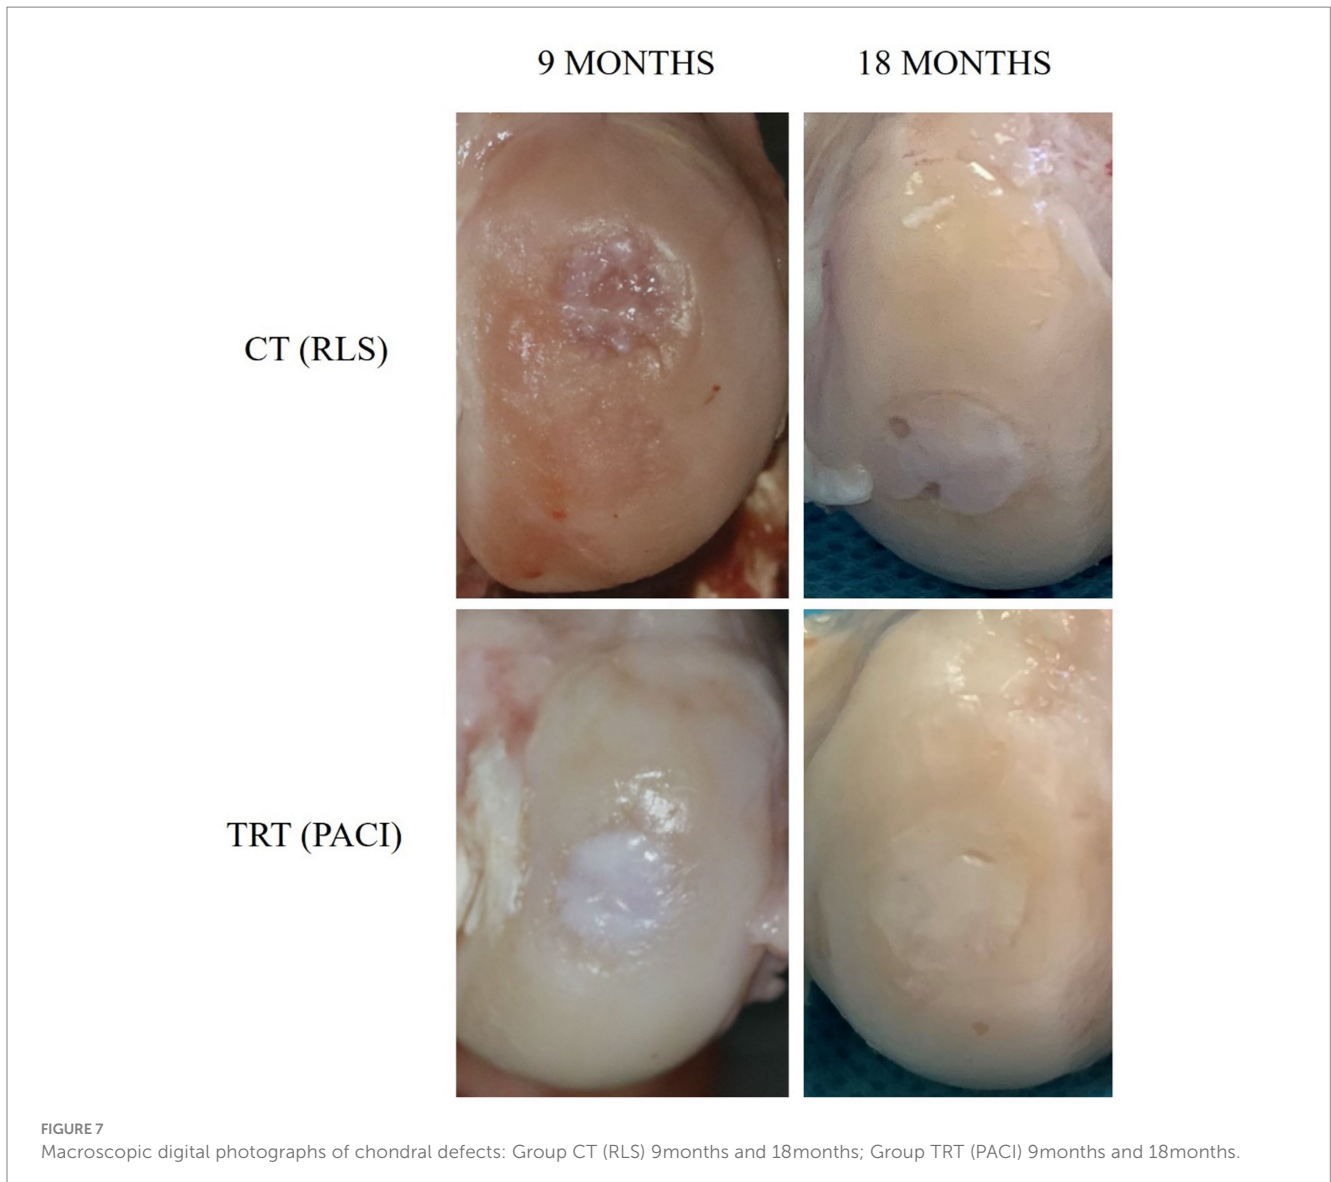 9 MONTHS
18 MONTHS
CT (RLS)
TRT (PACI)
FIGURE 7
Macroscopic digital photographs of chondral defects: Group CT (RLS) 9months and 18months; Group TRT (PACI) 9months and 18months.